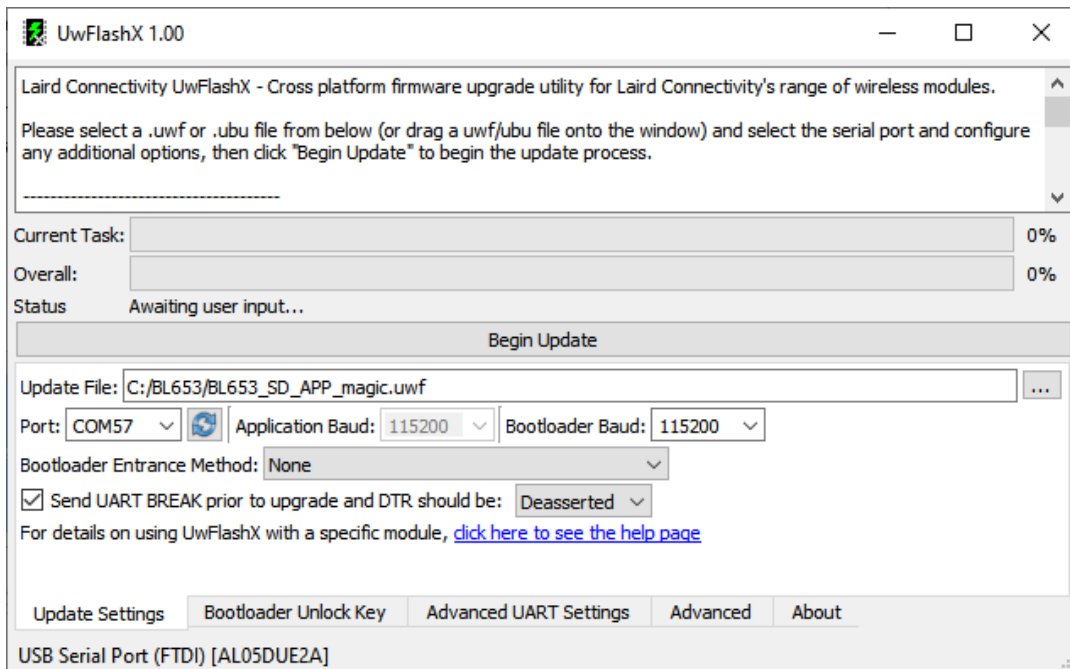 UwFlashX 1.00
Laird Connectivity UwFlashX - Cross platform firmware upgrade utility for Laird Connectivity's range of wireless modules.
Please select a .uwf or .ubu file from below (or drag a uwf/ubu file onto the window) and select the serial port and configure
any additional options, then click "Begin Update" to begin the update process.
--------------------------------------
Current Task: 0%
Overall: 0%
Status Awaiting user input...
Begin Update
Update File: C:/BL653/BL653_SD_APP_magic.uwf ...
Port: COM57 Application Baud: 115200 Bootloader Baud: 115200
Bootloader Entrance Method: None
Send UART BREAK prior to upgrade and DTR should be: Deasserted
For details on using UwFlashX with a specific module, click here to see the help page
Update Settings Bootloader Unlock Key Advanced UART Settings Advanced About
USB Serial Port (FTDI) [AL05DUE2A]